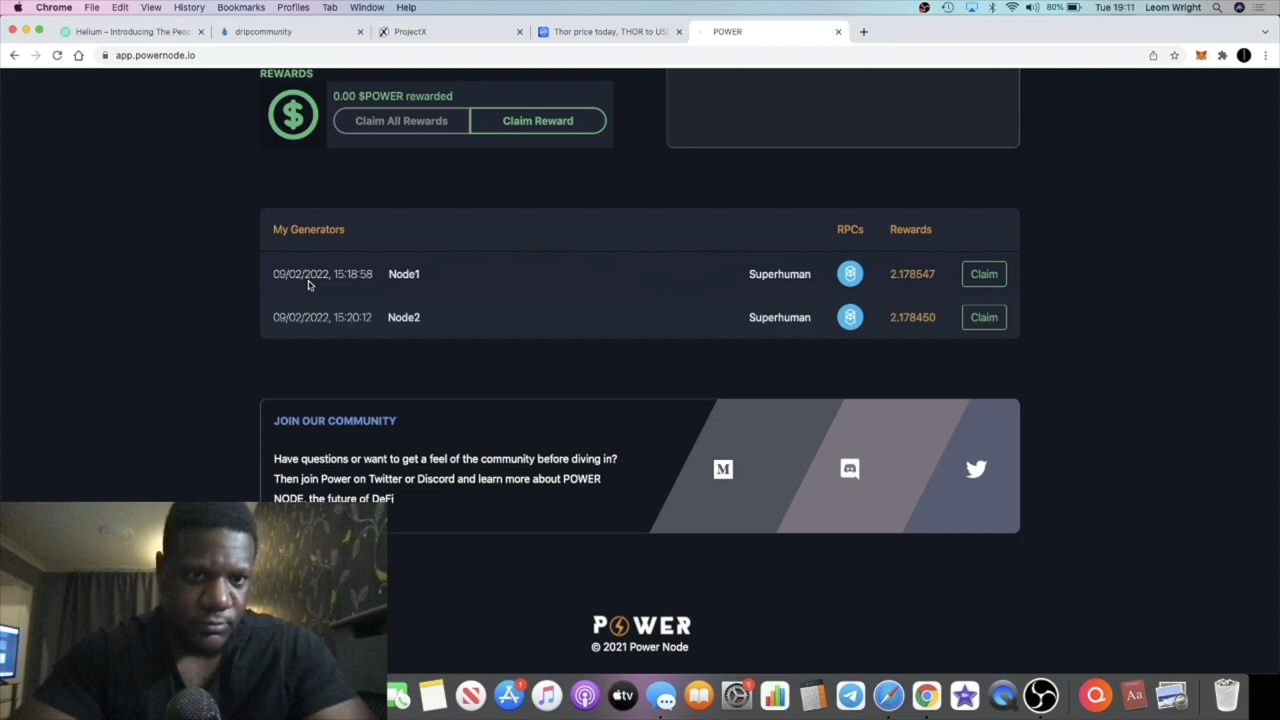 Chrome File Edit View History Bookmarks Profiles Tab Window Help 80% Tue 19:11 Leom Wright
Helium – Introducing The Peop dripcommunity ProjectX Thor price today, THOR to US POWER
app.powernode.io
REWARDS
0.00 $POWER rewarded
Claim All Rewards Claim Reward
My Generators RPCs Rewards
09/02/2022, 15:18:58 Node1 Superhuman 2.178547 Claim
09/02/2022, 15:20:12 Node2 Superhuman 2.178450 Claim
JOIN OUR COMMUNITY
Have questions or want to get a feel of the community before diving in?
Then join Power on Twitter or Discord and learn more about POWER
NODE, the future of DeFi
M
POWER
© 2021 Power Node
1 tv 1 Aa